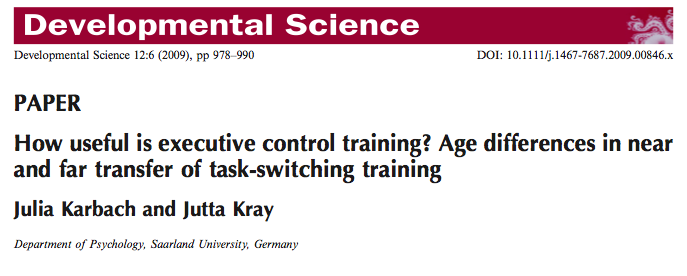 Developmental Science
Developmental Science 12:6 (2009), pp 978–990 DOI: 10.1111/j.1467-7687.2009.00846.x
PAPER
How useful is executive control training? Age differences in near
and far transfer of task-switching training
Julia Karbach and Jutta Kray
Department of Psychology, Saarland University, Germany